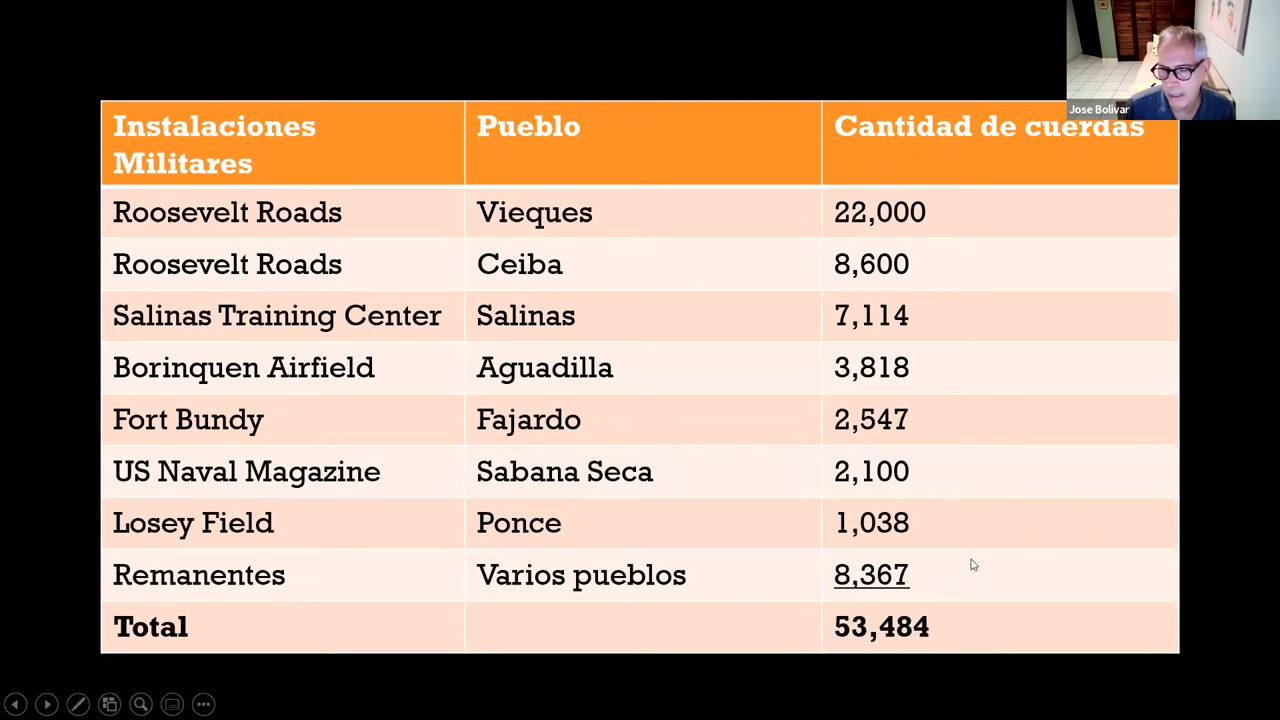 Jose Bolivar
Instalaciones Militares Pueblo Cantidad de cuerdas
Roosevelt Roads Vieques 22,000
Roosevelt Roads Ceiba 8,600
Salinas Training Center Salinas 7,114
Borinquen Airfield Aguadilla 3,818
Fort Bundy Fajardo 2,547
US Naval Magazine Sabana Seca 2,100
Losey Field Ponce 1,038
Remanentes Varios pueblos 8,367
Total 53,484